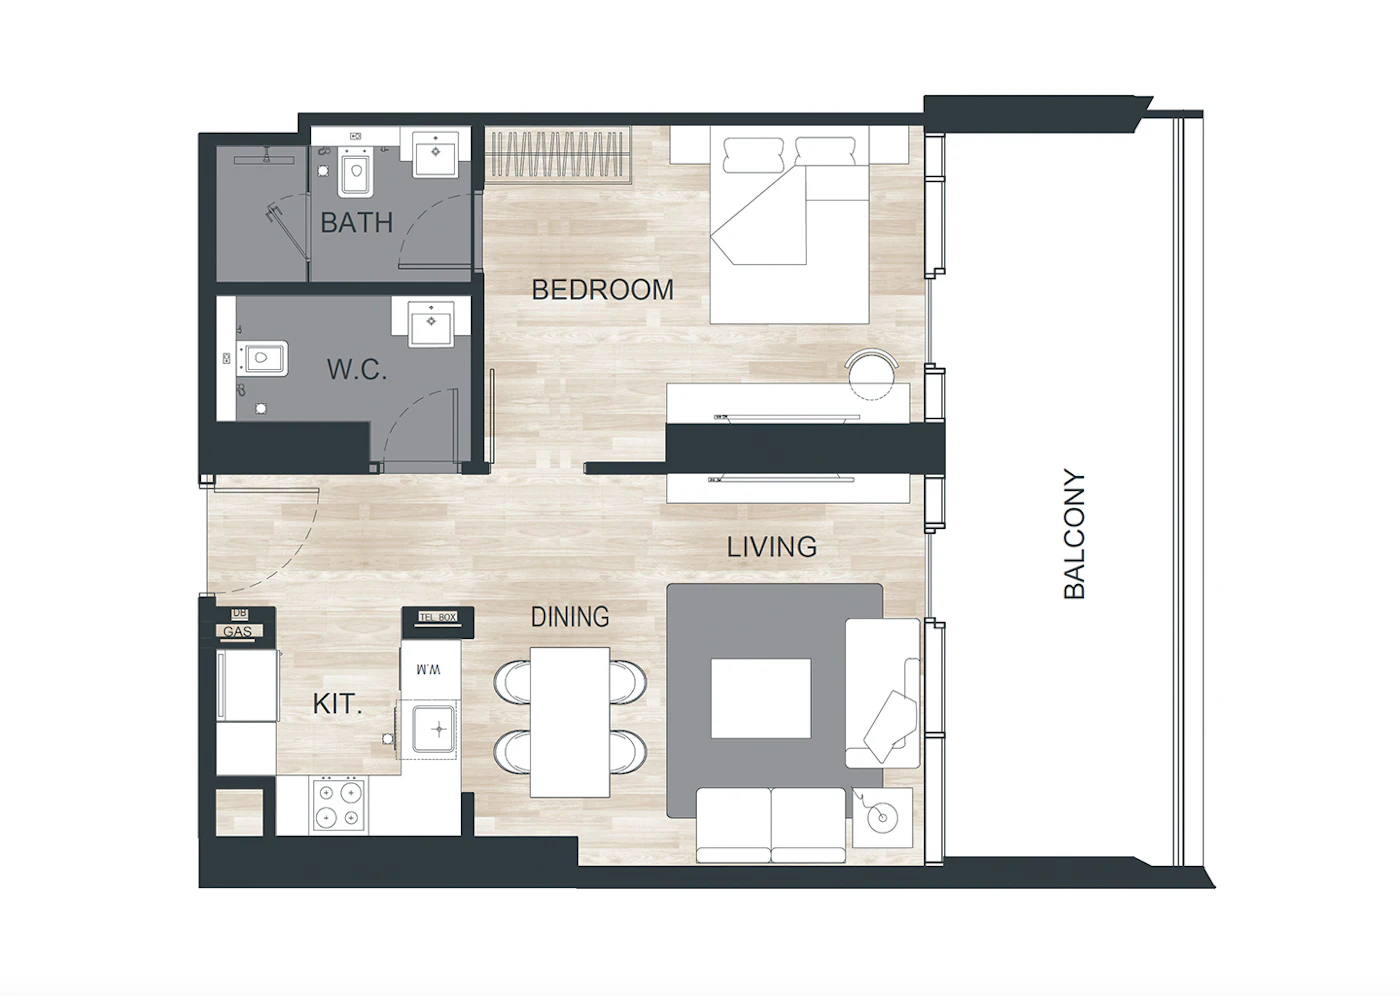 BATH
BEDROOM
W.C.
LIVING
BALCONY
DB
GAS
TEL BOX
DINING
W.M
KIT.